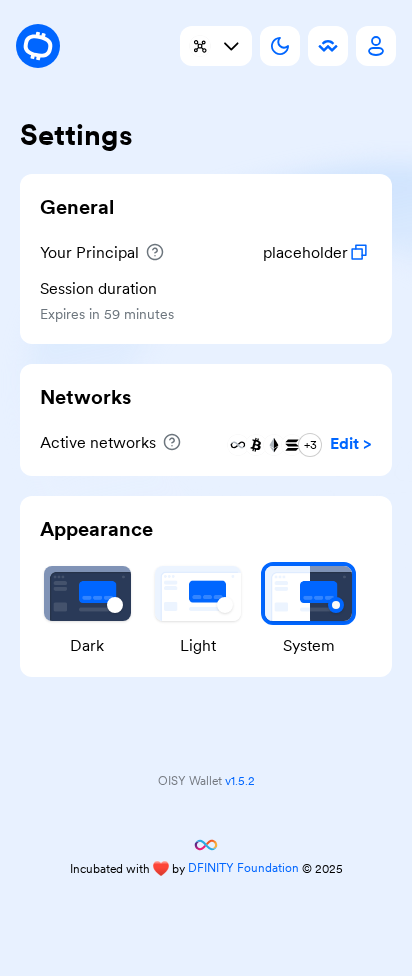 Settings
General
Your Principal
placeholder
Session duration
Expires in 59 minutes
Networks
Active networks
+3
Edit >
Appearance
Dark
Light
System
OISY Wallet v1.5.2
Incubated with ❤️ by DFINITY Foundation © 2025